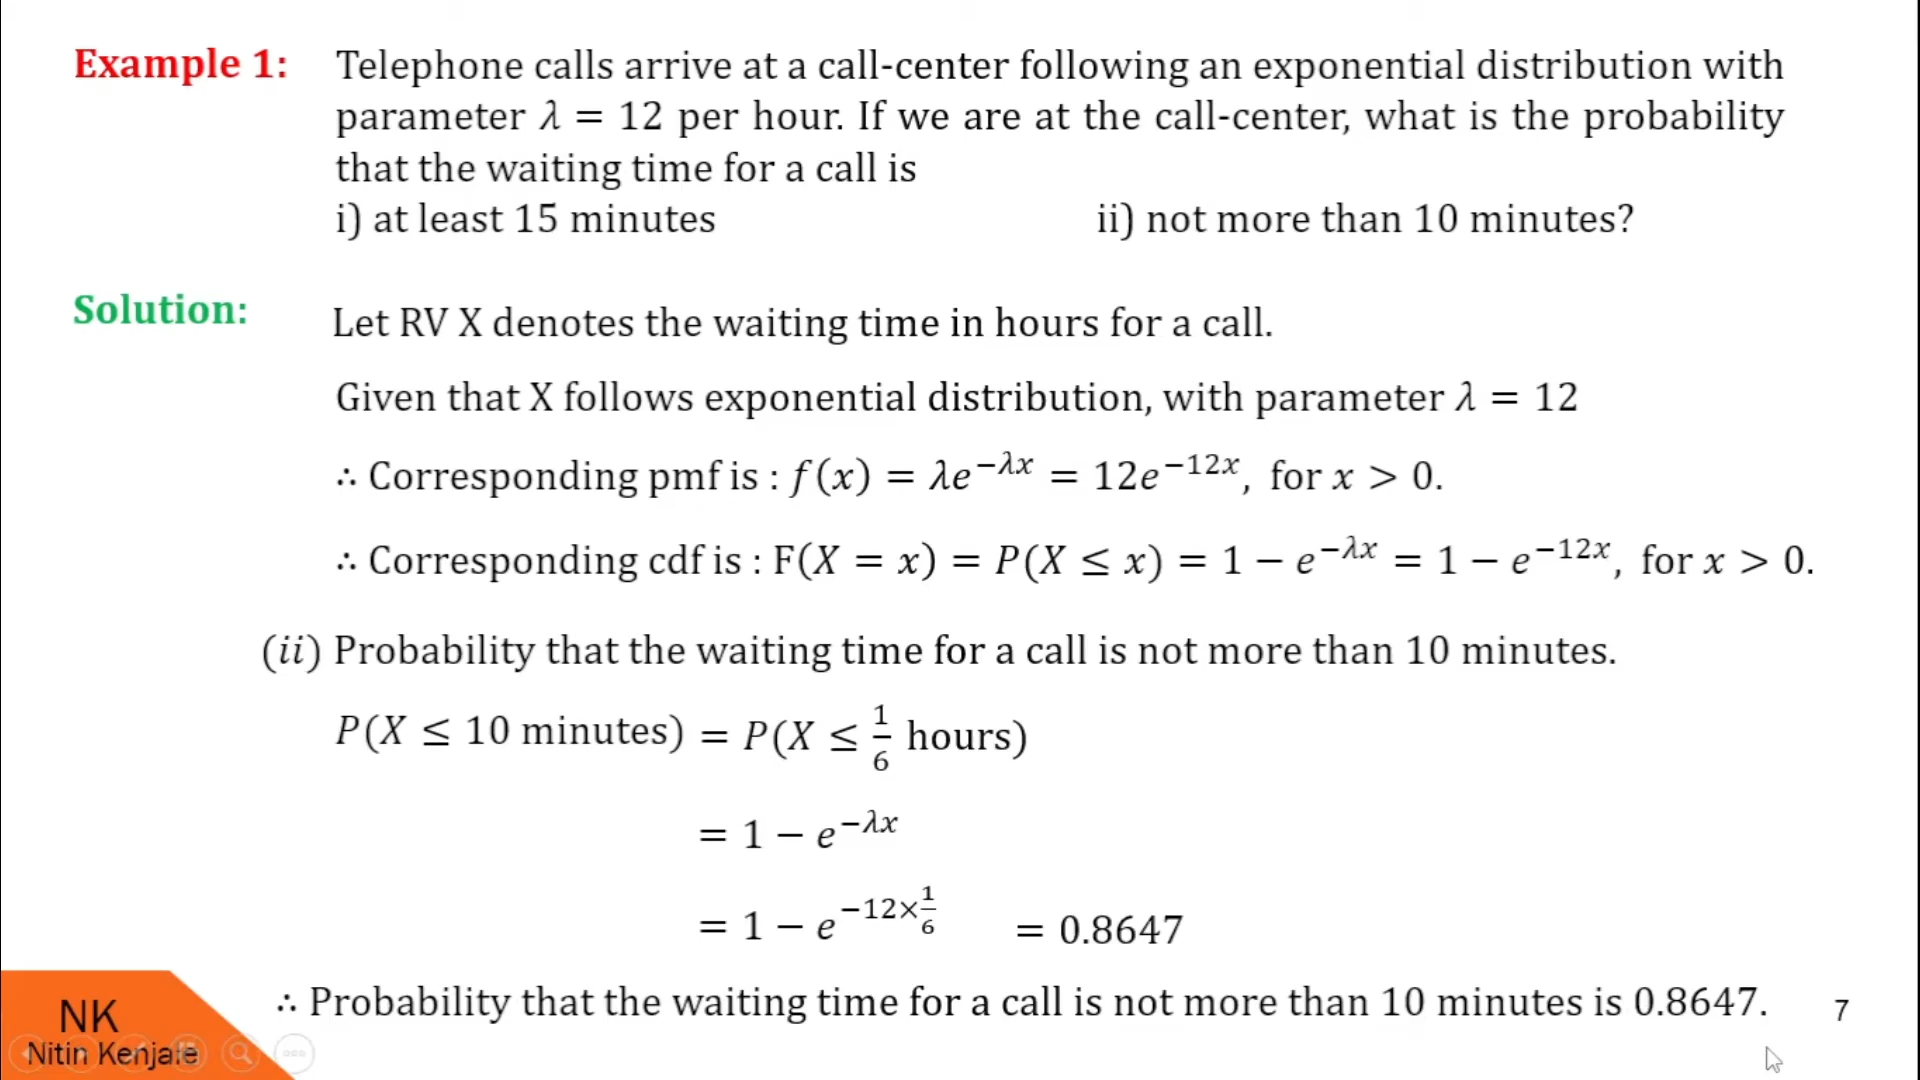 Example 1: Telephone calls arrive at a call-center following an exponential distribution with
parameter λ = 12 per hour. If we are at the call-center, what is the probability
that the waiting time for a call is
i) at least 15 minutes ii) not more than 10 minutes?
Solution: Let RV X denotes the waiting time in hours for a call.
Given that X follows exponential distribution, with parameter λ = 12
∴ Corresponding pmf is : f(x) = λe^{−λx} = 12e^{−12x}, for x > 0.
∴ Corresponding cdf is : F(X = x) = P(X ≤ x) = 1 − e^{−λx} = 1 − e^{−12x}, for x > 0.
(ii) Probability that the waiting time for a call is not more than 10 minutes.
P(X ≤ 10 minutes) = P(X ≤ 1/6 hours)
= 1 − e^{−λx}
= 1 − e^{−12×1/6} = 0.8647
∴ Probability that the waiting time for a call is not more than 10 minutes is 0.8647.
7
NK
Nitin Kenjale